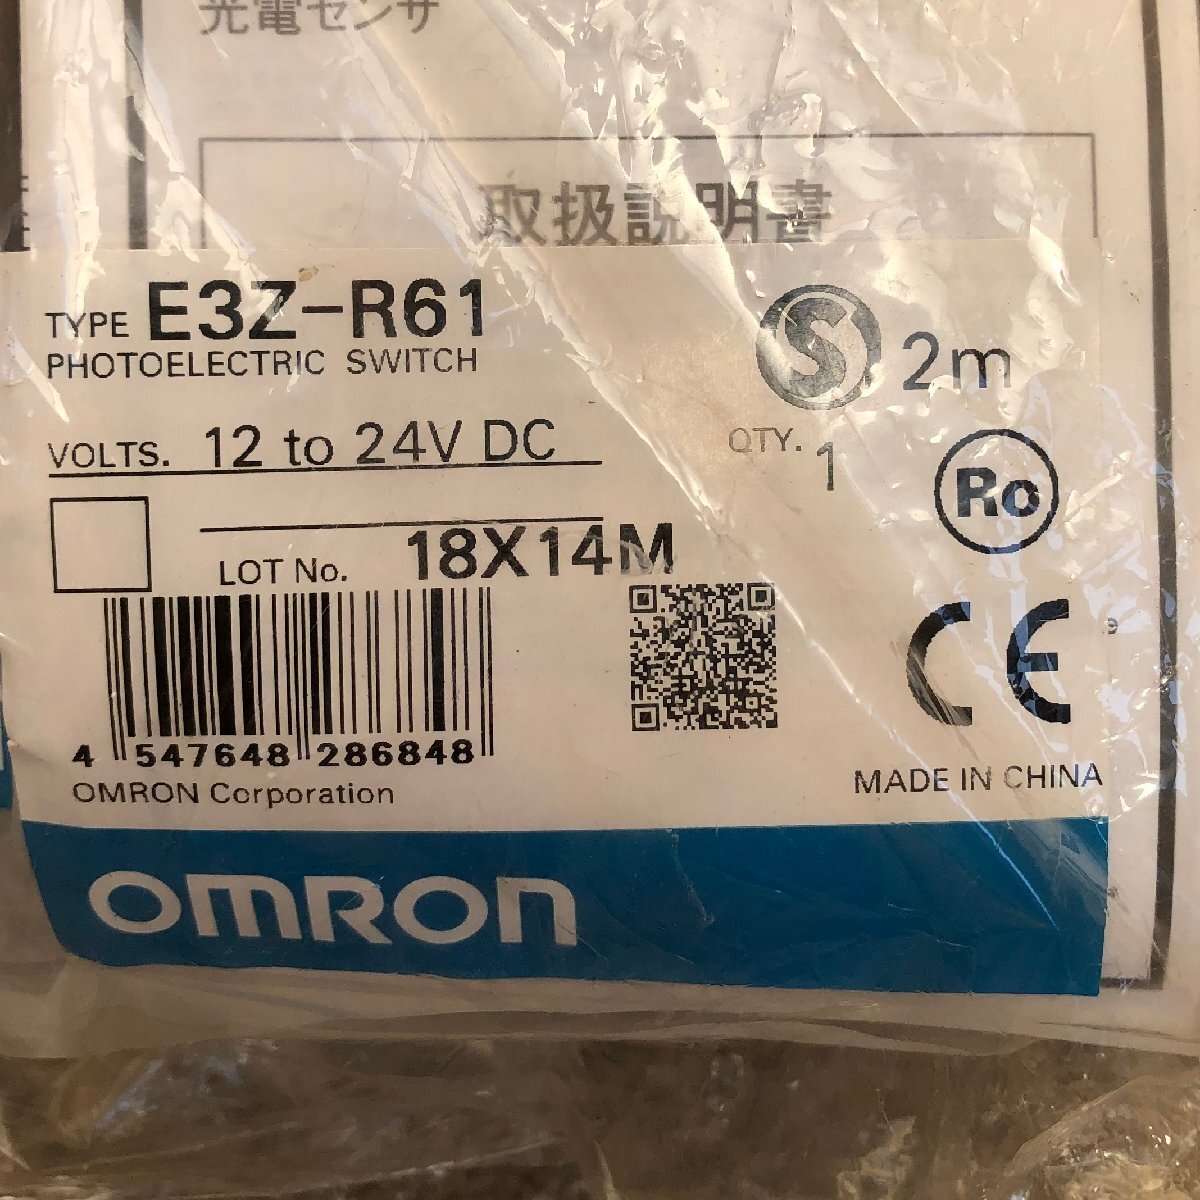 光電センサ
取扱説明書
TYPE E3Z-R61
PHOTOELECTRIC SWITCH
S 2m
VOLTS. 12 to 24V DC
QTY. 1
Ro
LOT No. 18X14M
CE
4 547648 286848
OMRON Corporation
MADE IN CHINA
OMRON